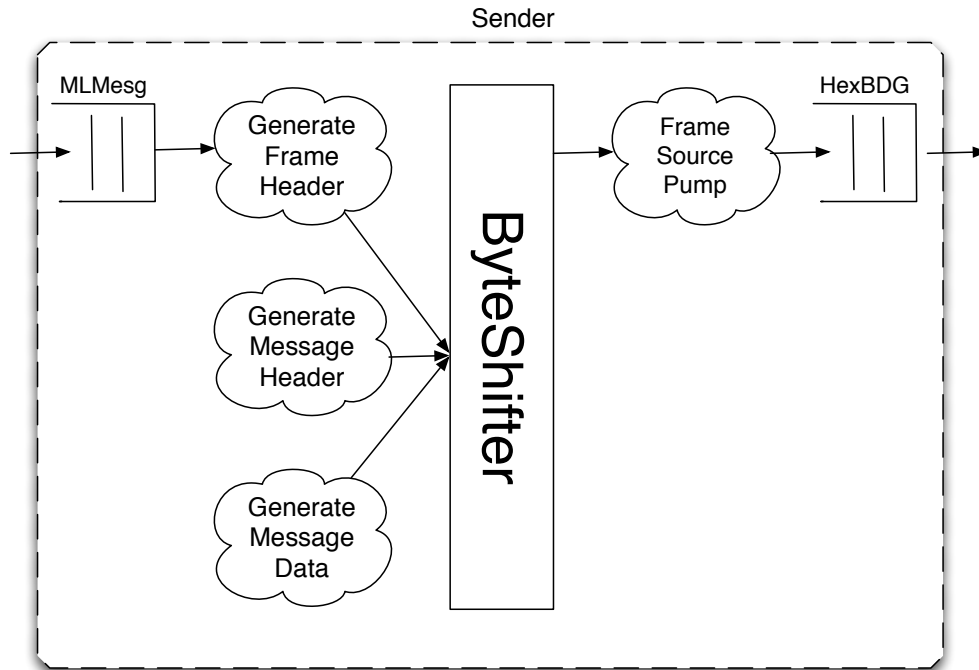 Sender
MLMesg
Generate
Frame
Header
Generate
Message
Header
Generate
Message
Data
ByteShifter
Frame
Source
Pump
HexBDG